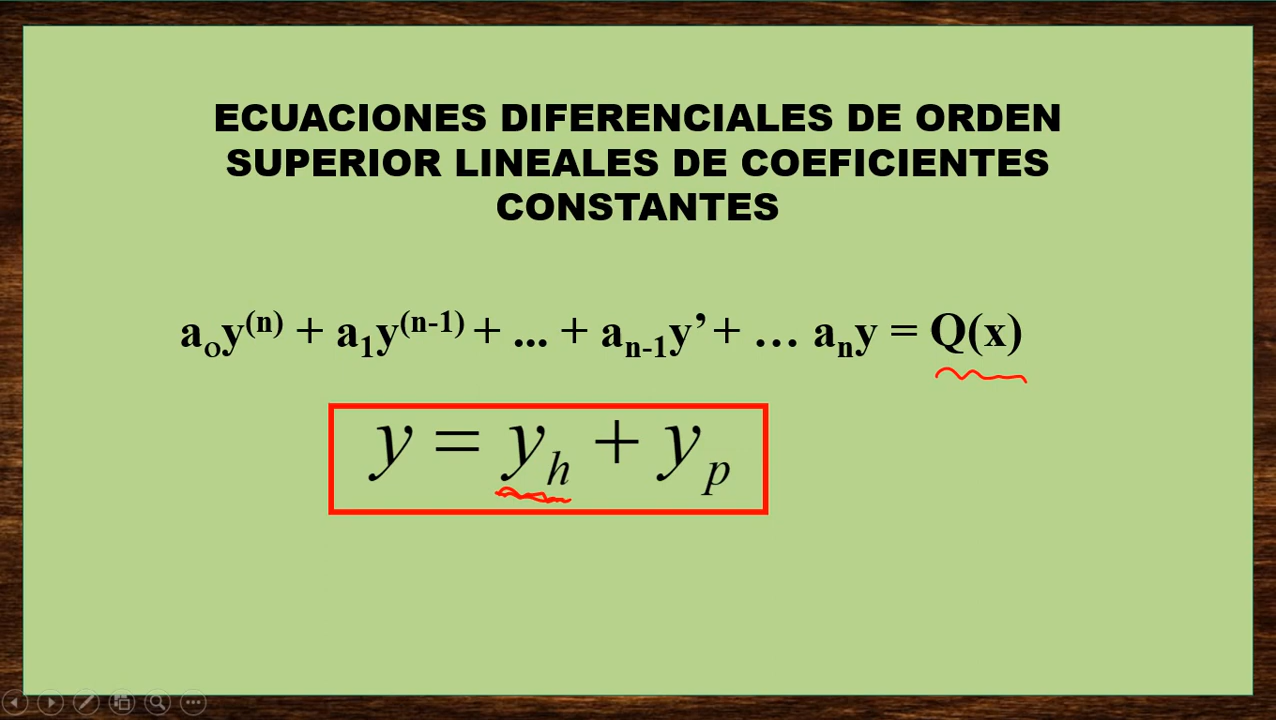 ECUACIONES DIFERENCIALES DE ORDEN
SUPERIOR LINEALES DE COEFICIENTES
CONSTANTES
aₒy⁽ⁿ⁾ + a₁y⁽ⁿ⁻¹⁾ + ... + aₙ₋₁y’ + … aₙy = Q(x)
y = yₕ + yₚ